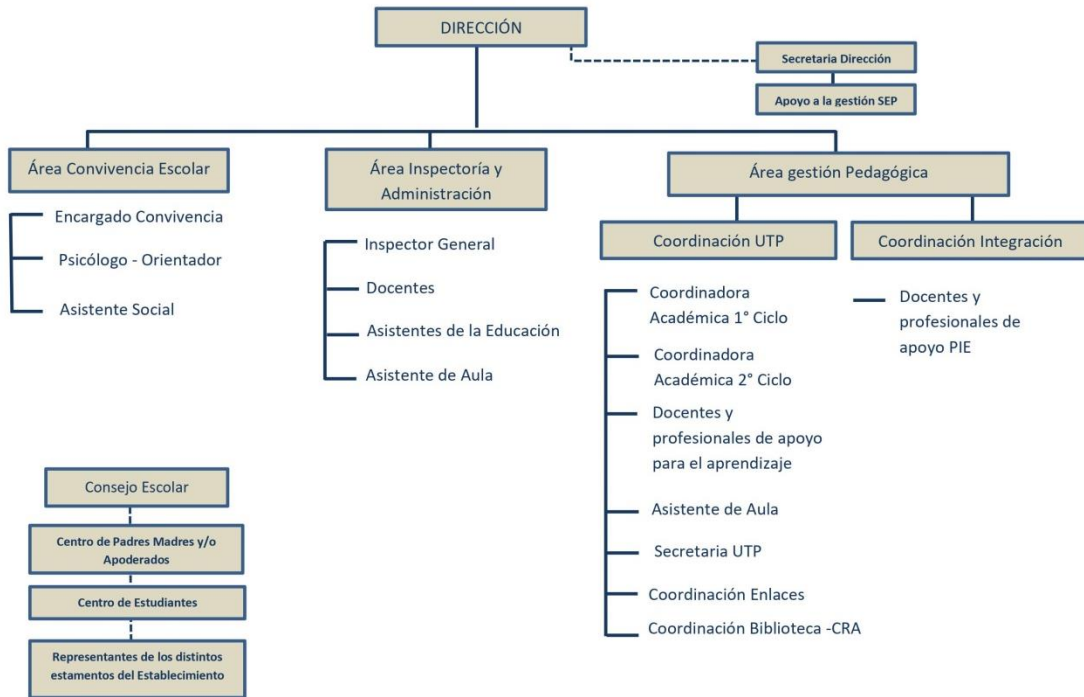 DIRECCIÓN
Secretaria Dirección
Apoyo a la gestión SEP
Área Convivencia Escolar
Encargado Convivencia
Psicólogo - Orientador
Asistente Social
Área Inspectoría y
Administración
Inspector General
Docentes
Asistentes de la Educación
Asistente de Aula
Área gestión Pedagógica
Coordinación UTP
Coordinadora
Académica 1° Ciclo
Coordinadora
Académica 2° Ciclo
Docentes y
profesionales de apoyo
para el aprendizaje
Asistente de Aula
Secretaria UTP
Coordinación Enlaces
Coordinación Biblioteca -CRA
Coordinación Integración
Docentes y
profesionales de
apoyo PIE
Consejo Escolar
Centro de Padres Madres y/o
Apoderados
Centro de Estudiantes
Representantes de los distintos
estamentos del Establecimiento